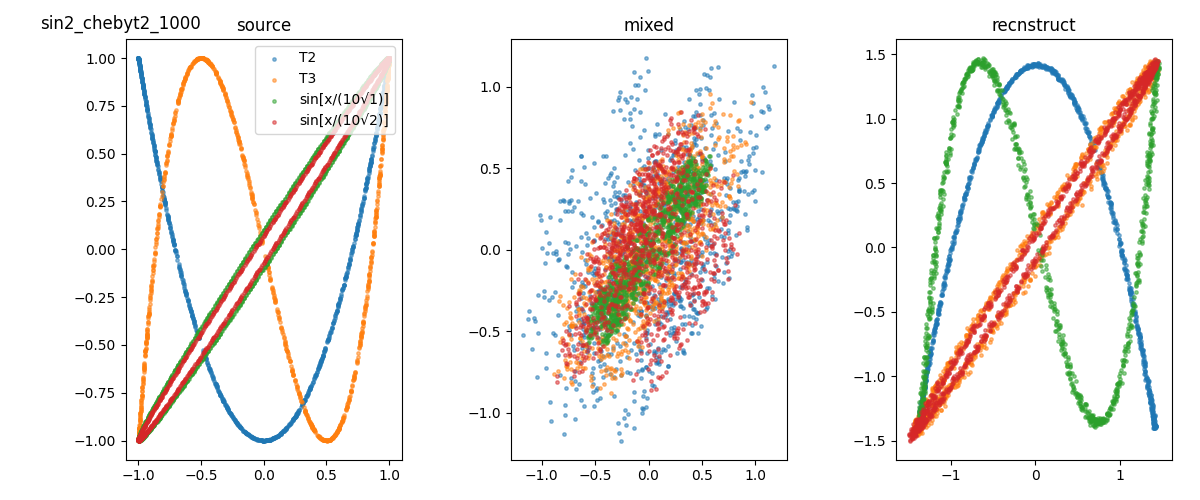 sin2_chebyt2_1000
source
mixed
recnstruct
T2
T3
sin[x/(10√1)]
sin[x/(10√2)]
1.00
0.75
0.50
0.25
0.00
−0.25
−0.50
−0.75
−1.00
−1.0 −0.5 0.0 0.5 1.0
1.0
0.5
0.0
−0.5
−1.0
−1.0 −0.5 0.0 0.5 1.0
1.5
1.0
0.5
0.0
−0.5
−1.0
−1.5
−1 0 1